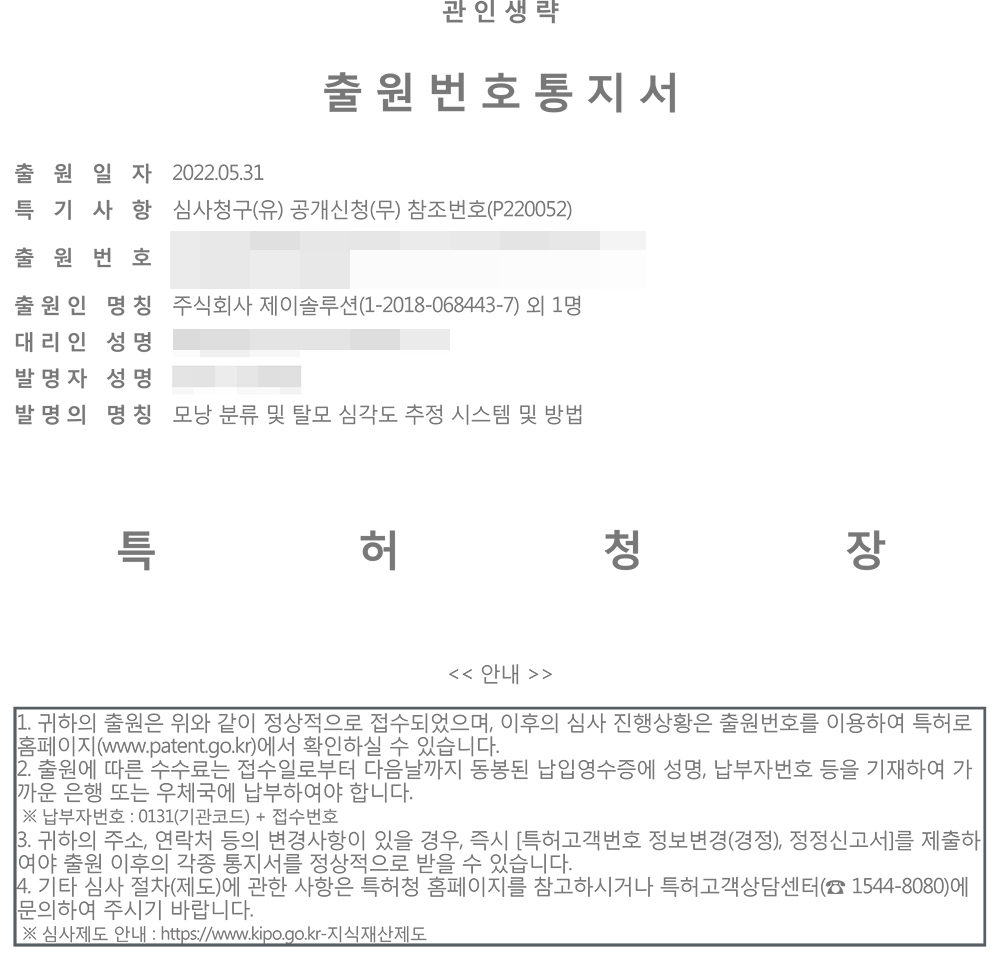 관 인 생 략
출 원 번 호 통 지 서
출 원 일 자 2022.05.31
특 기 사 항 심사청구(유) 공개신청(무) 참조번호(P220052)
출 원 번 호
출원인 명칭 주식회사 제이솔루션(1-2018-068443-7) 외 1명
대리인 성명
발명자 성명
발명의 명칭 모낭 분류 및 탈모 심각도 추정 시스템 및 방법
특 허 청 장
<< 안내 >>
1. 귀하의 출원은 위와 같이 정상적으로 접수되었으며, 이후의 심사 진행상황은 출원번호를 이용하여 특허로
홈페이지(www.patent.go.kr)에서 확인하실 수 있습니다.
2. 출원에 따른 수수료는 접수일로부터 다음날까지 동봉된 납입영수증에 성명, 납부자번호 등을 기재하여 가
까운 은행 또는 우체국에 납부하여야 합니다.
※ 납부자번호 : 0131(기관코드) + 접수번호
3. 귀하의 주소, 연락처 등의 변경사항이 있을 경우, 즉시 [특허고객번호 정보변경(경정), 정정신고서]를 제출하
여야 출원 이후의 각종 통지서를 정상적으로 받을 수 있습니다.
4. 기타 심사 절차(제도)에 관한 사항은 특허청 홈페이지를 참고하시거나 특허고객상담센터(☎ 1544-8080)에
문의하여 주시기 바랍니다.
※ 심사제도 안내 : https://www.kipo.go.kr-지식재산제도